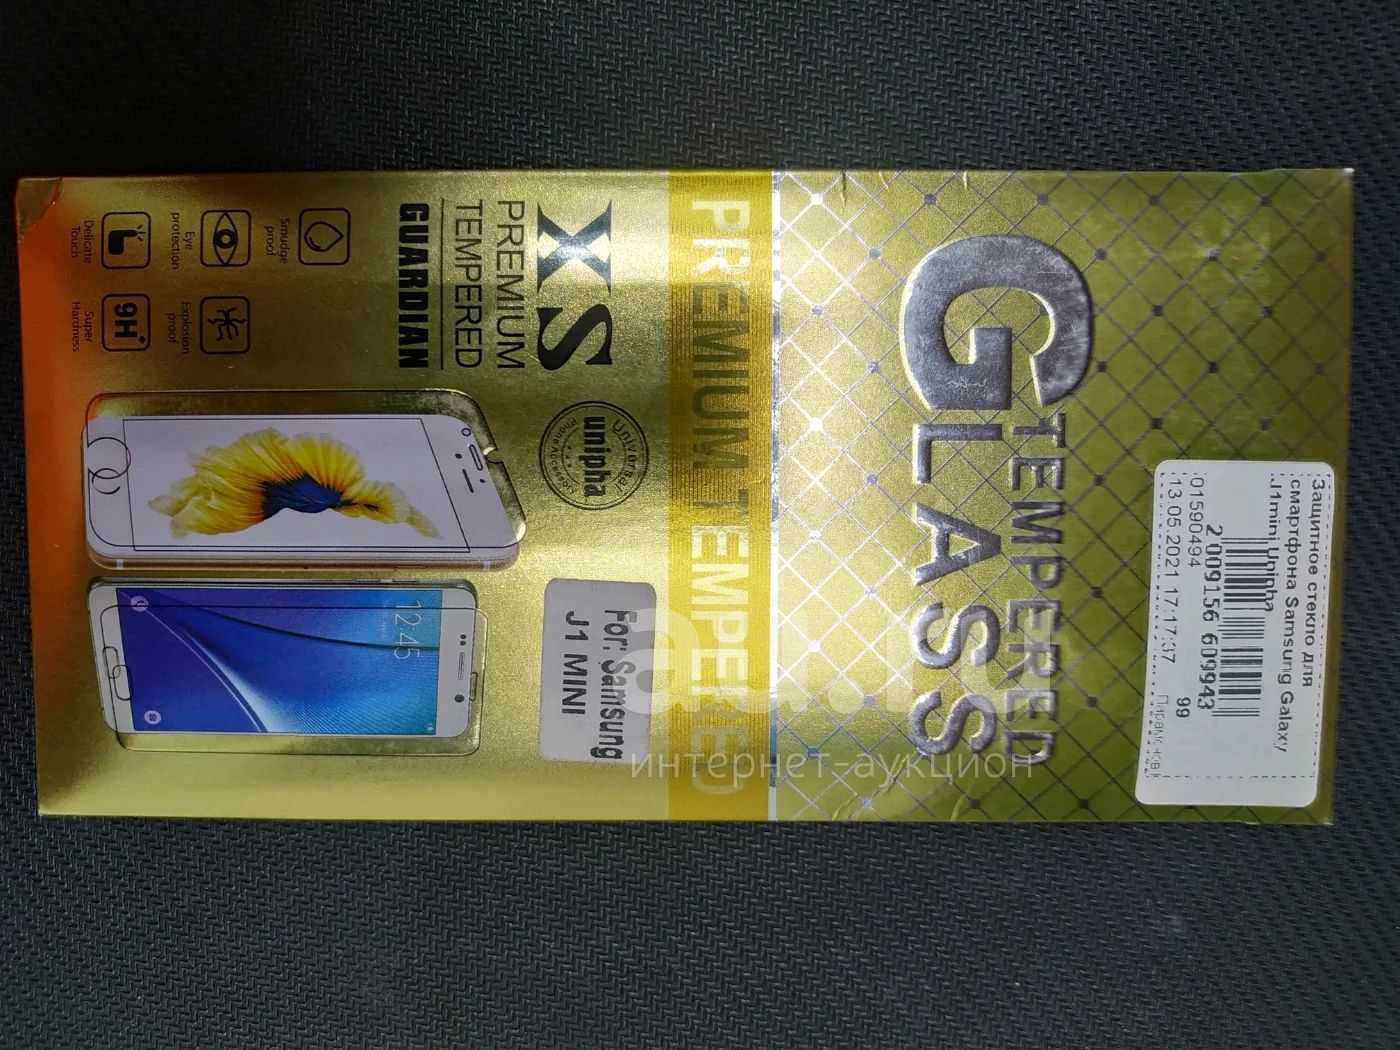 Защитное стекло для
смартфона Samsung Galaxy
J1mini Unipha
2 009156 609943
01590494
13.05.2021 17:17:37
99
TEMPERED
GLASS
PREMIUM TEMPERED
XS
PREMIUM
TEMPERED
GUARDIAN
Universal
unipha
For: Samsung
J1 MINI
Smudge
proof
Eye
protection
Explosion
proof
Delicate
Touch
9H+
Super
Hardness
12:45
интернет-аукцион